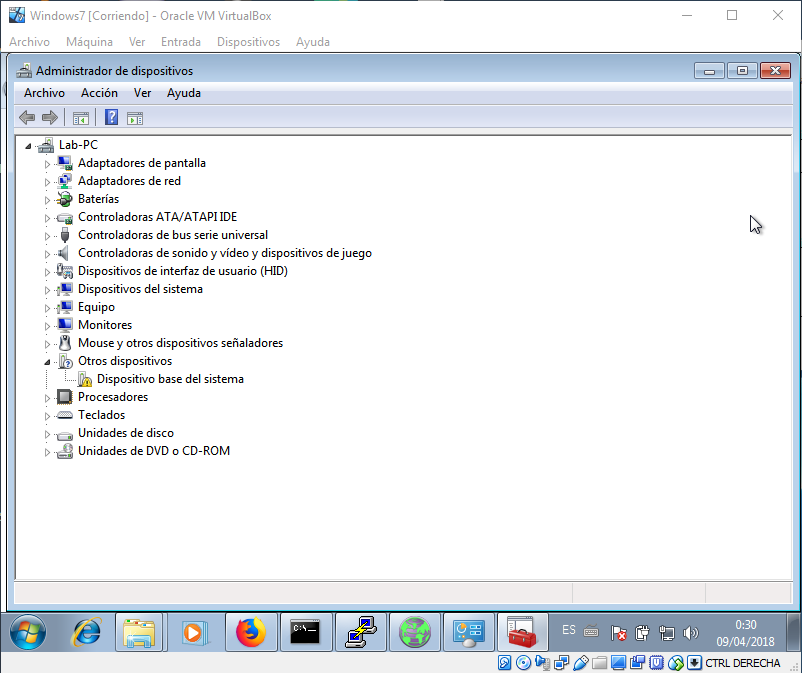 Windows7 [Corriendo] - Oracle VM VirtualBox
Archivo Máquina Ver Entrada Dispositivos Ayuda
Administrador de dispositivos
Archivo Acción Ver Ayuda
Lab-PC
Adaptadores de pantalla
Adaptadores de red
Baterías
Controladoras ATA/ATAPI IDE
Controladoras de bus serie universal
Controladoras de sonido y vídeo y dispositivos de juego
Dispositivos de interfaz de usuario (HID)
Dispositivos del sistema
Equipo
Monitores
Mouse y otros dispositivos señaladores
Otros dispositivos
Dispositivo base del sistema
Procesadores
Teclados
Unidades de disco
Unidades de DVD o CD-ROM
C:\
ES
0:30
09/04/2018
CTRL DERECHA